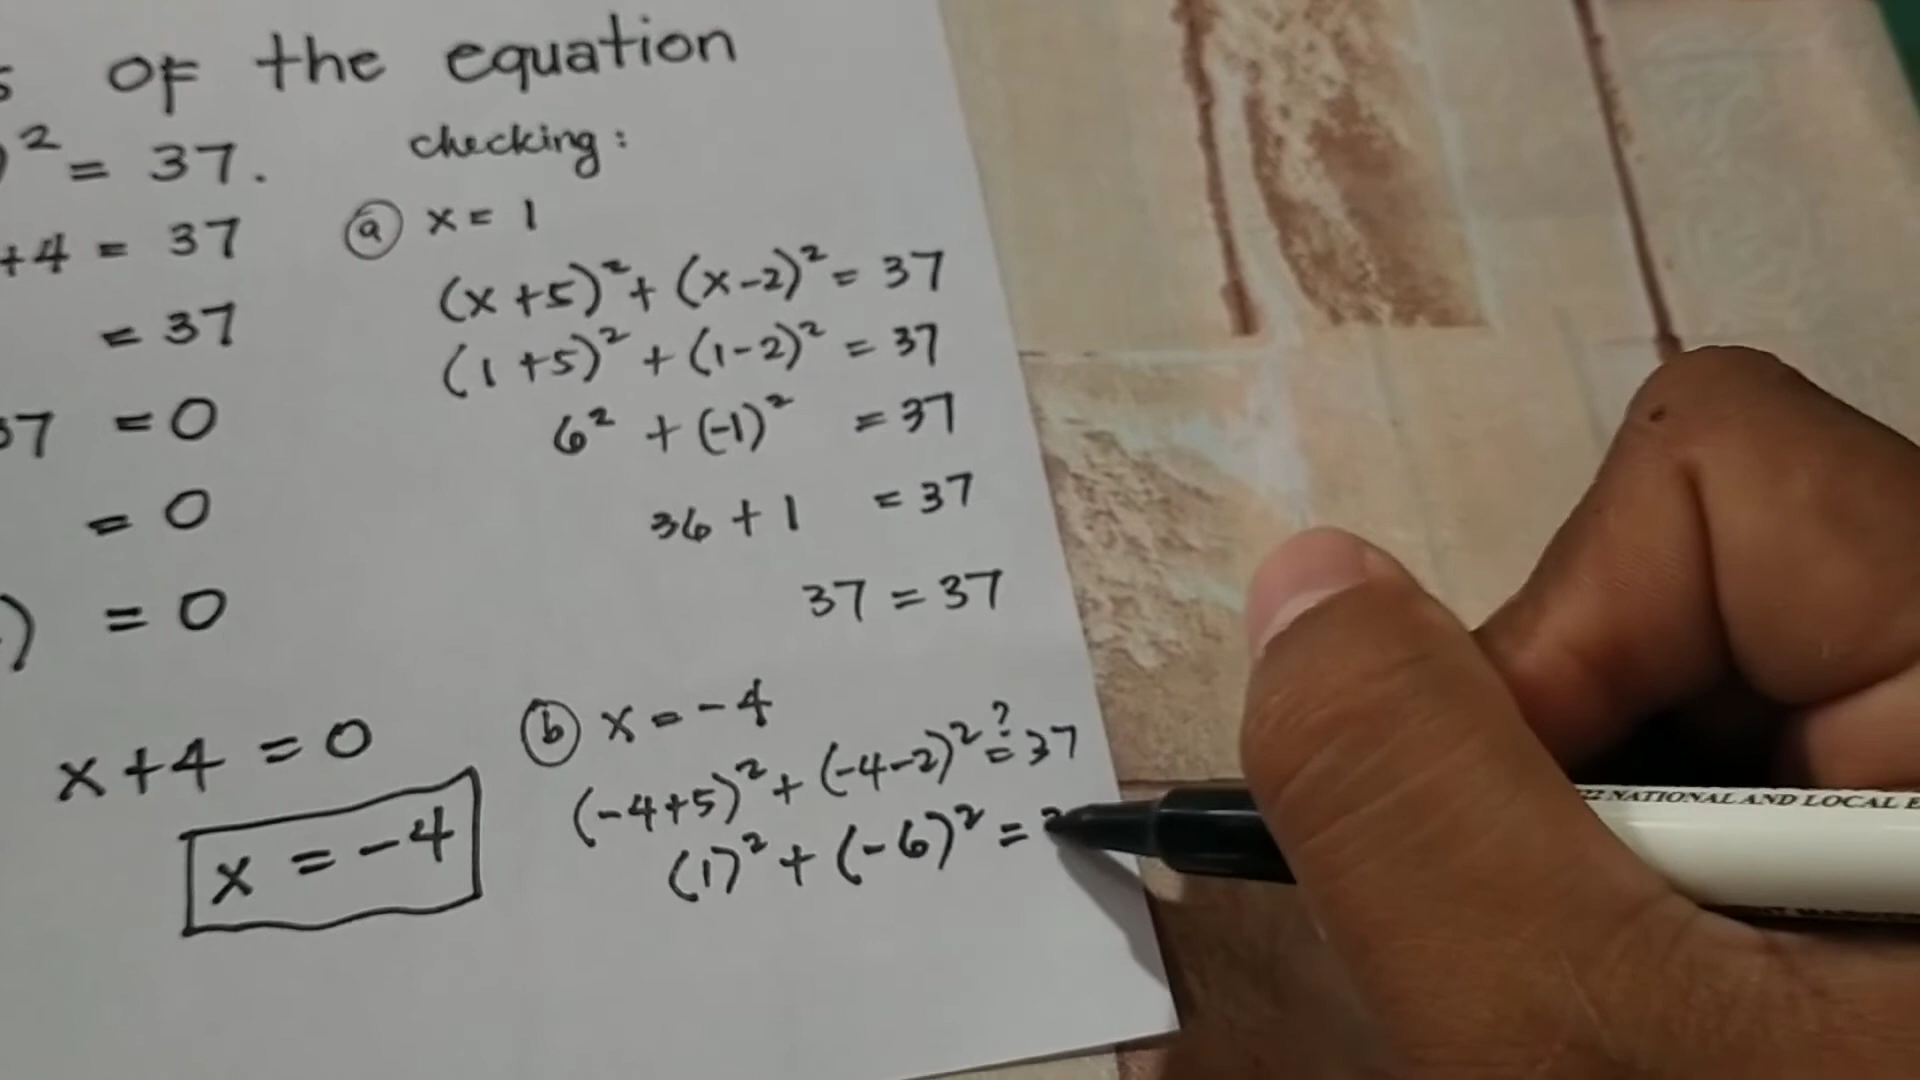 of the equation
)² = 37.
+4 = 37
= 37
37 = 0
= 0
) = 0
x+4 = 0
x = -4
checking:
ⓐ x = 1
(x+5)² + (x-2)² = 37
(1+5)² + (1-2)² = 37
6² + (-1)² = 37
36 + 1 = 37
37 = 37
ⓑ x = -4
(-4+5)² + (-4-2)² ≟ 37
(1)² + (-6)² =
22 NATIONAL AND LOCAL E